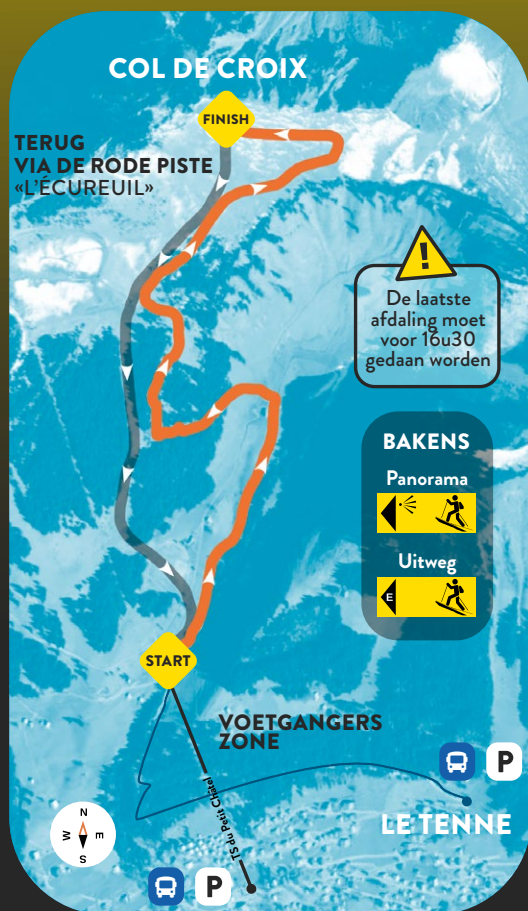 COL DE CROIX
FINISH
TERUG
VIA DE RODE PISTE
«L'ÉCUREUIL»
!
De laatste
afdaling moet
voor 16u30
gedaan worden
BAKENS
Panorama
Uitweg
E
START
VOETGANGERS
ZONE
TS du Petit Châtel
P
LE TENNE
N
W E
S
P